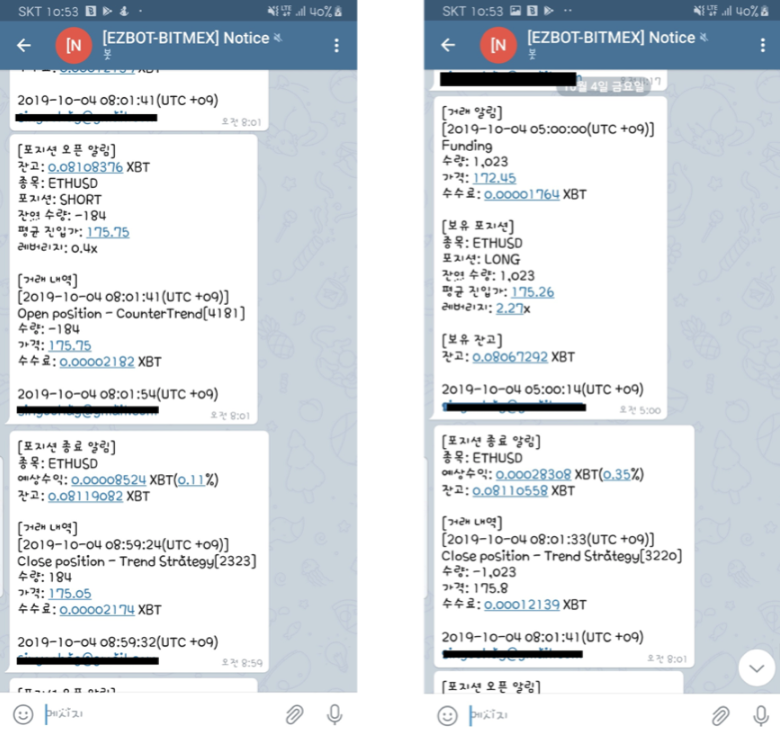 SKT 10:53
LTE 40%
[N
[EZBOT-BITMEX] Notice
봇
수수료: 0.00012139 XBT
2019-10-04 08:01:41(UTC +09)
오전 8:01
[포지션 오픈 알림]
잔고: 0.08108376 XBT
종목: ETHUSD
포지션: SHORT
잔여 수량: -184
평균 진입가: 175.75
레버리지: 0.4x
[거래 내역]
[2019-10-04 08:01:41(UTC +09)]
Open position - CounterTrend[4181]
수량: -184
가격: 175.75
수수료: 0.00002182 XBT
2019-10-04 08:01:54(UTC +09)
오전 8:01
[포지션 종료 알림]
종목: ETHUSD
예상수익: 0.00008524 XBT(0.11%)
잔고: 0.08119082 XBT
[거래 내역]
[2019-10-04 08:59:24(UTC +09)]
Close position - Trend Strategy[2323]
수량: 184
가격: 175.05
수수료: 0.00002174 XBT
2019-10-04 08:59:32(UTC +09)
오전 8:59
[포지션 오픈 알림]
메시지
SKT 10:53
LTE 40%
[N
[EZBOT-BITMEX] Notice
봇
10월 4일 금요일
[거래 알림]
[2019-10-04 05:00:00(UTC +09)]
Funding
수량: 1,023
가격: 172.45
수수료: 0.00001764 XBT
[보유 포지션]
종목: ETHUSD
포지션: LONG
잔여 수량: 1,023
평균 진입가: 175.26
레버리지: 2.27x
[보유 잔고]
잔고: 0.08067292 XBT
2019-10-04 05:00:14(UTC +09)
오전 5:00
[포지션 종료 알림]
종목: ETHUSD
예상수익: 0.00028308 XBT(0.35%)
잔고: 0.08110558 XBT
[거래 내역]
[2019-10-04 08:01:33(UTC +09)]
Close position - Trend Strategy[3220]
수량: -1,023
가격: 175.8
수수료: 0.00012139 XBT
2019-10-04 08:01:41(UTC +09)
오전 8:01
[포지션 오픈 알림]
메시지